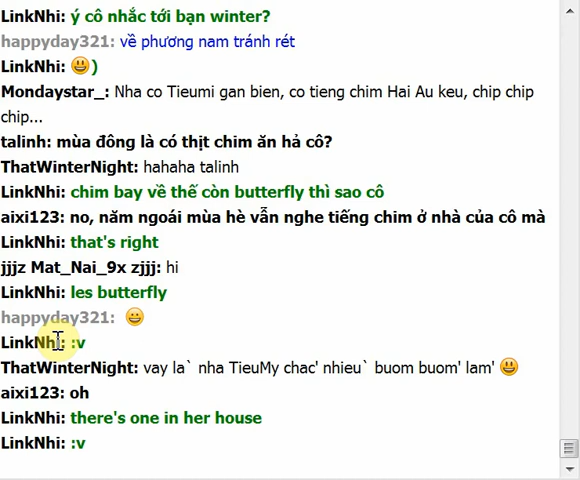 LinkNhi: ý cô nhắc tới bạn winter?
happyday321: về phương nam tránh rét
LinkNhi: 😃)
Mondaystar_: Nha co Tieumi gan bien, co tieng chim Hai Au keu, chip chip
chip...
talinh: mùa đông là có thịt chim ăn hả cô?
ThatWinterNight: hahaha talinh
LinkNhi: chim bay về thế còn butterfly thì sao cô
aixi123: no, năm ngoái mùa hè vẫn nghe tiếng chim ở nhà của cô mà
LinkNhi: that's right
jjjz Mat_Nai_9x zjjj: hi
LinkNhi: les butterfly
happyday321: 😀
LinkNhi: :v
ThatWinterNight: vay la` nha TieuMy chac' nhieu` buom buom' lam' 😃
aixi123: oh
LinkNhi: there's one in her house
LinkNhi: :v